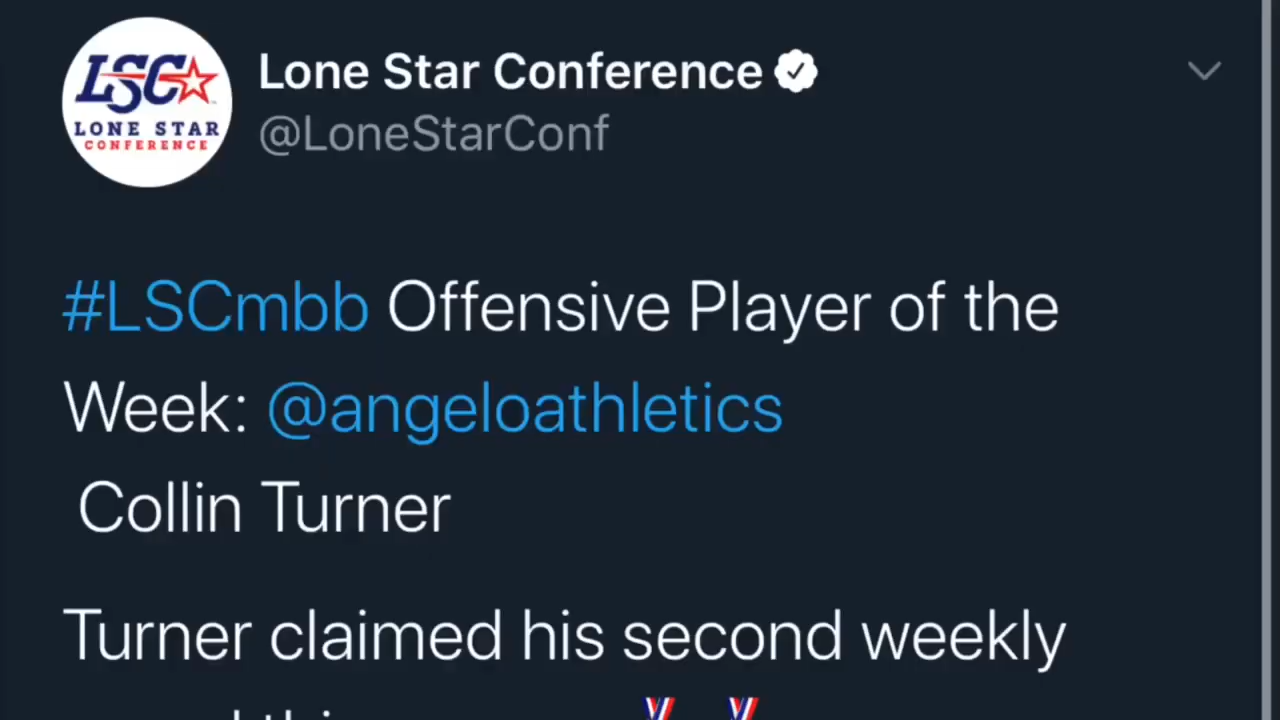 LSC
LONE STAR
CONFERENCE
Lone Star Conference
@LoneStarConf
#LSCmbb Offensive Player of the
Week: @angeloathletics
Collin Turner
Turner claimed his second weekly